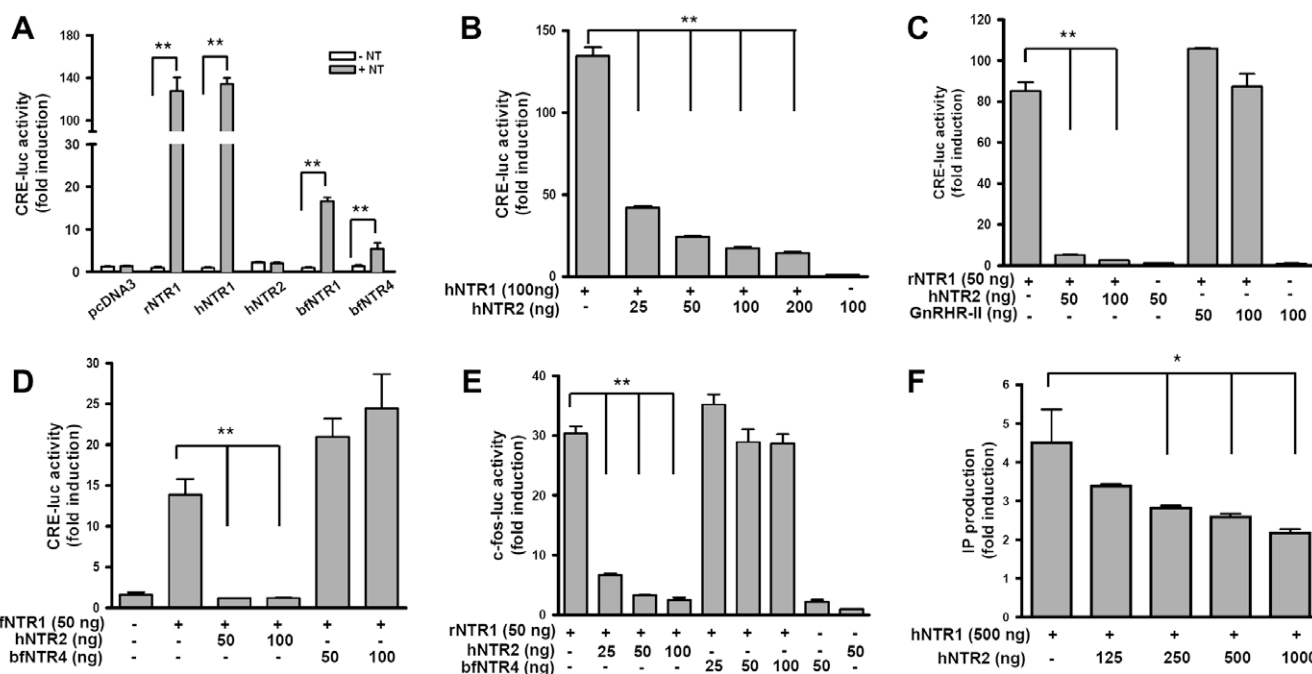 A
CRE-luc activity
(fold induction)
180
140
100
30
20
10
0
**
**
**
**
- NT
+ NT
pcDNA3
rNTR1
hNTR1
hNTR2
bfNTR1
bfNTR4
B
CRE-luc activity
(fold induction)
150
100
50
0
**
hNTR1 (100ng) + + + + + -
hNTR2 (ng) - 25 50 100 200 100
C
CRE-luc activity
(fold induction)
120
100
80
60
40
20
0
**
rNTR1 (50 ng) + + + - + + -
hNTR2 (ng) - 50 100 50 - - -
GnRHR-II (ng) - - - - 50 100 100
D
CRE-luc activity
(fold induction)
30
25
20
15
10
5
0
**
fNTR1 (50 ng) - + + + + +
hNTR2 (ng) - - 50 100 - -
bfNTR4 (ng) - - - - 50 100
E
c-fos-luc activity
(fold induction)
40
30
20
10
0
**
rNTR1 (50 ng) + + + + + + + - -
hNTR2 (ng) - 25 50 100 - - - - 50
bfNTR4 (ng) - - - - 25 50 100 50 -
F
IP production
(fold induction)
6
5
4
3
2
1
0
*
hNTR1 (500 ng) + + + + +
hNTR2 (ng) - 125 250 500 1000